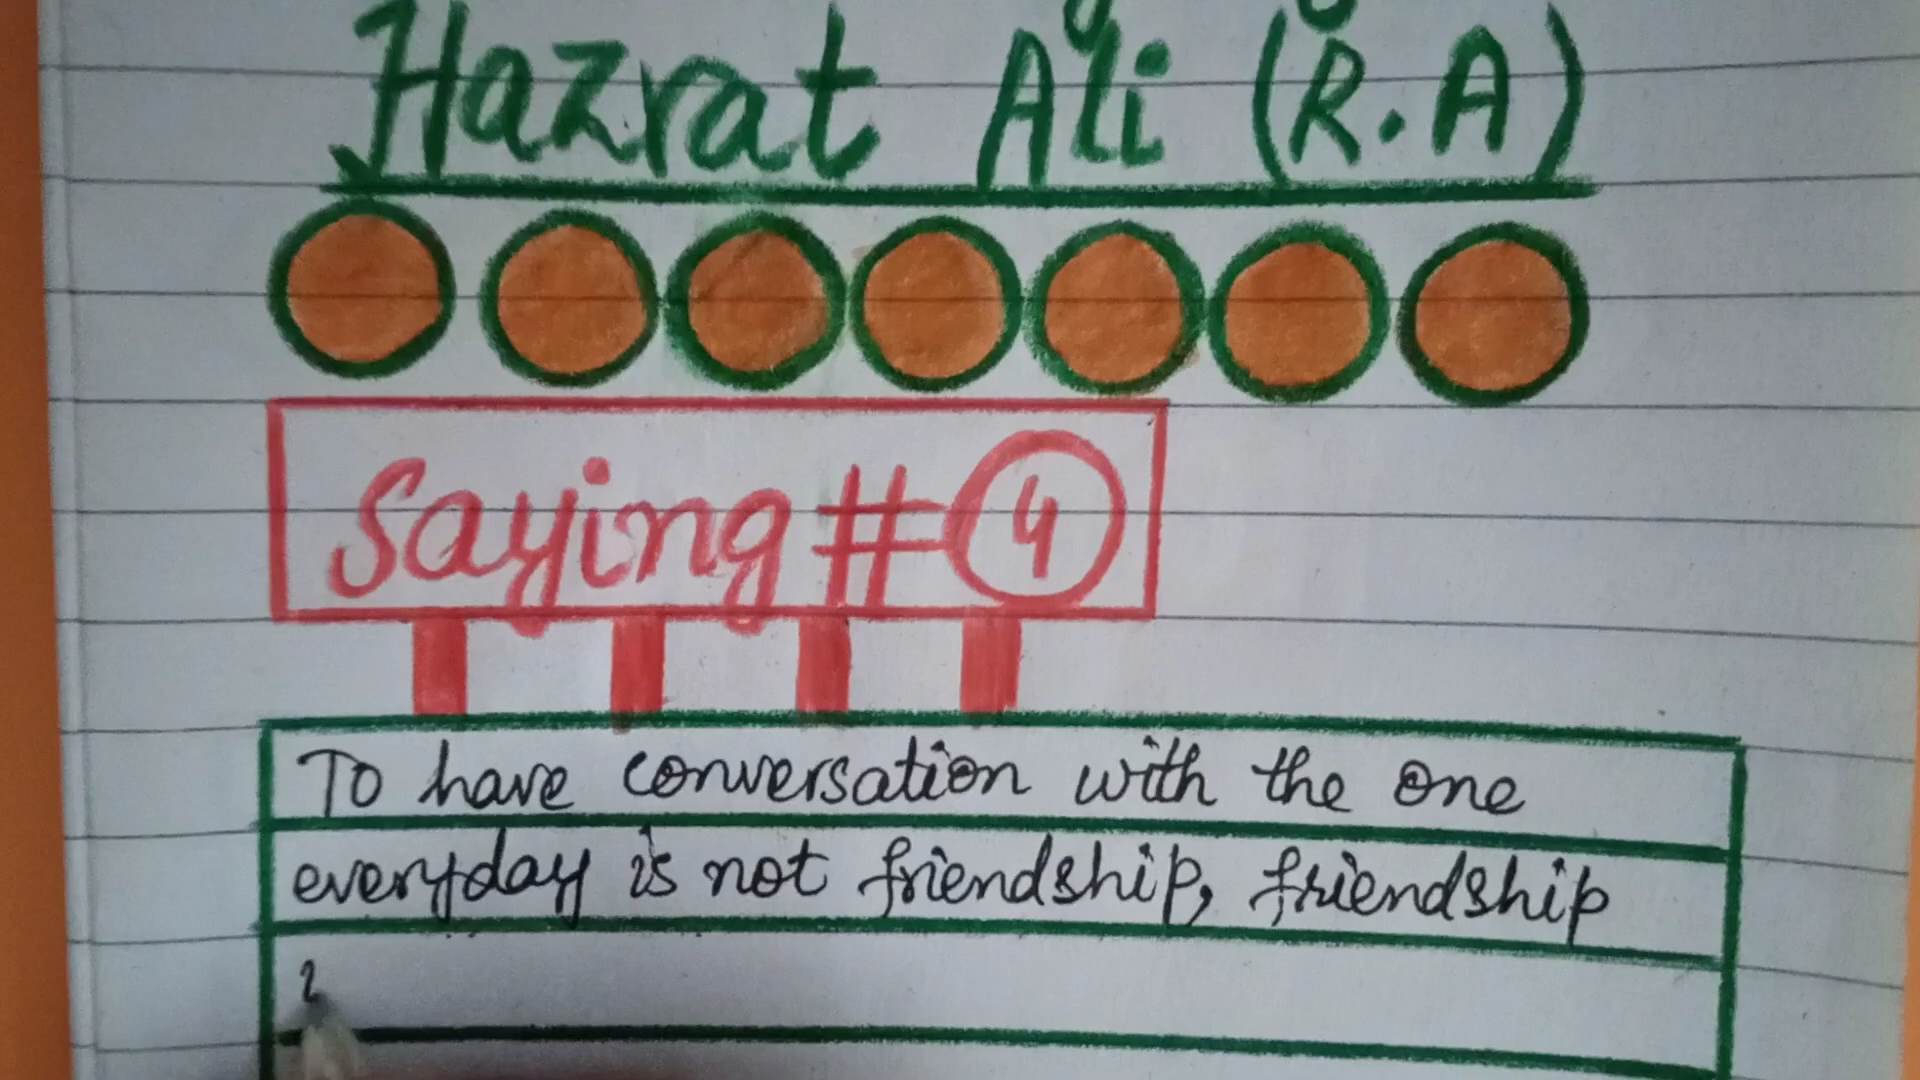 Hazrat Ali (R.A)
Saying # 4
To have conversation with the one
everyday is not friendship, friendship